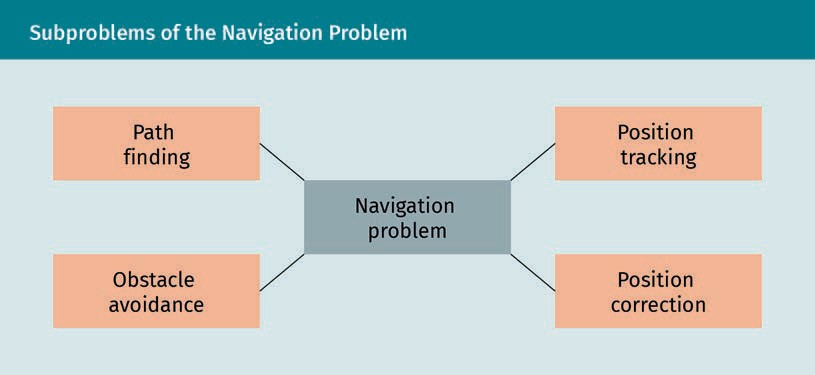 Subproblems of the Navigation Problem
Path
finding
Position
tracking
Navigation
problem
Obstacle
avoidance
Position
correction